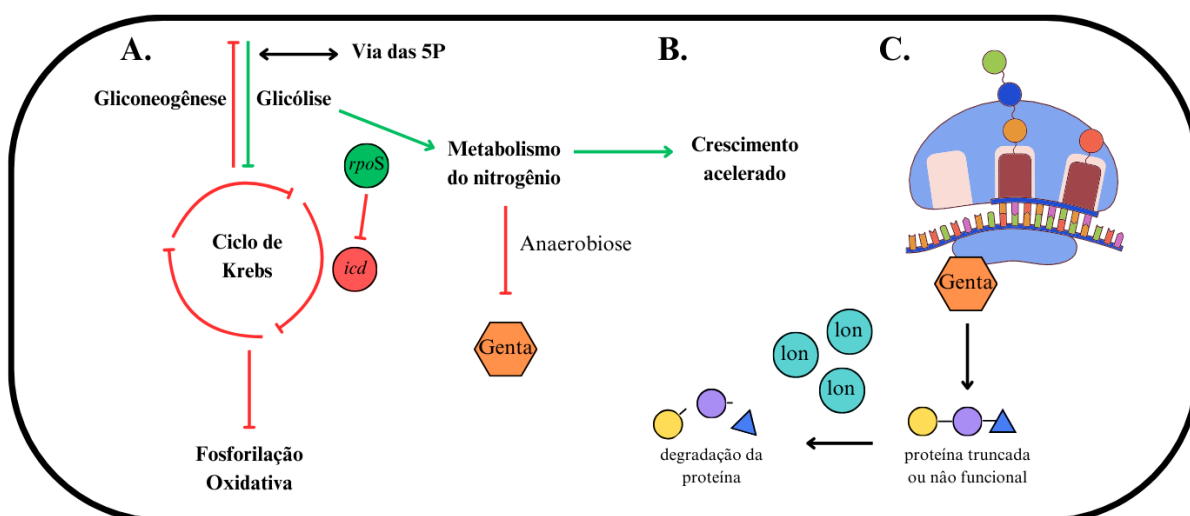 A.
Via das 5P
Gliconeogênese
Glicólise
rpoS
Metabolismo
do nitrogênio
Crescimento
acelerado
Ciclo de
Krebs
icd
Anaerobiose
Genta
Fosforilação
Oxidativa
B.
lon
lon
lon
degradação da
proteína
C.
Genta
proteína truncada
ou não funcional